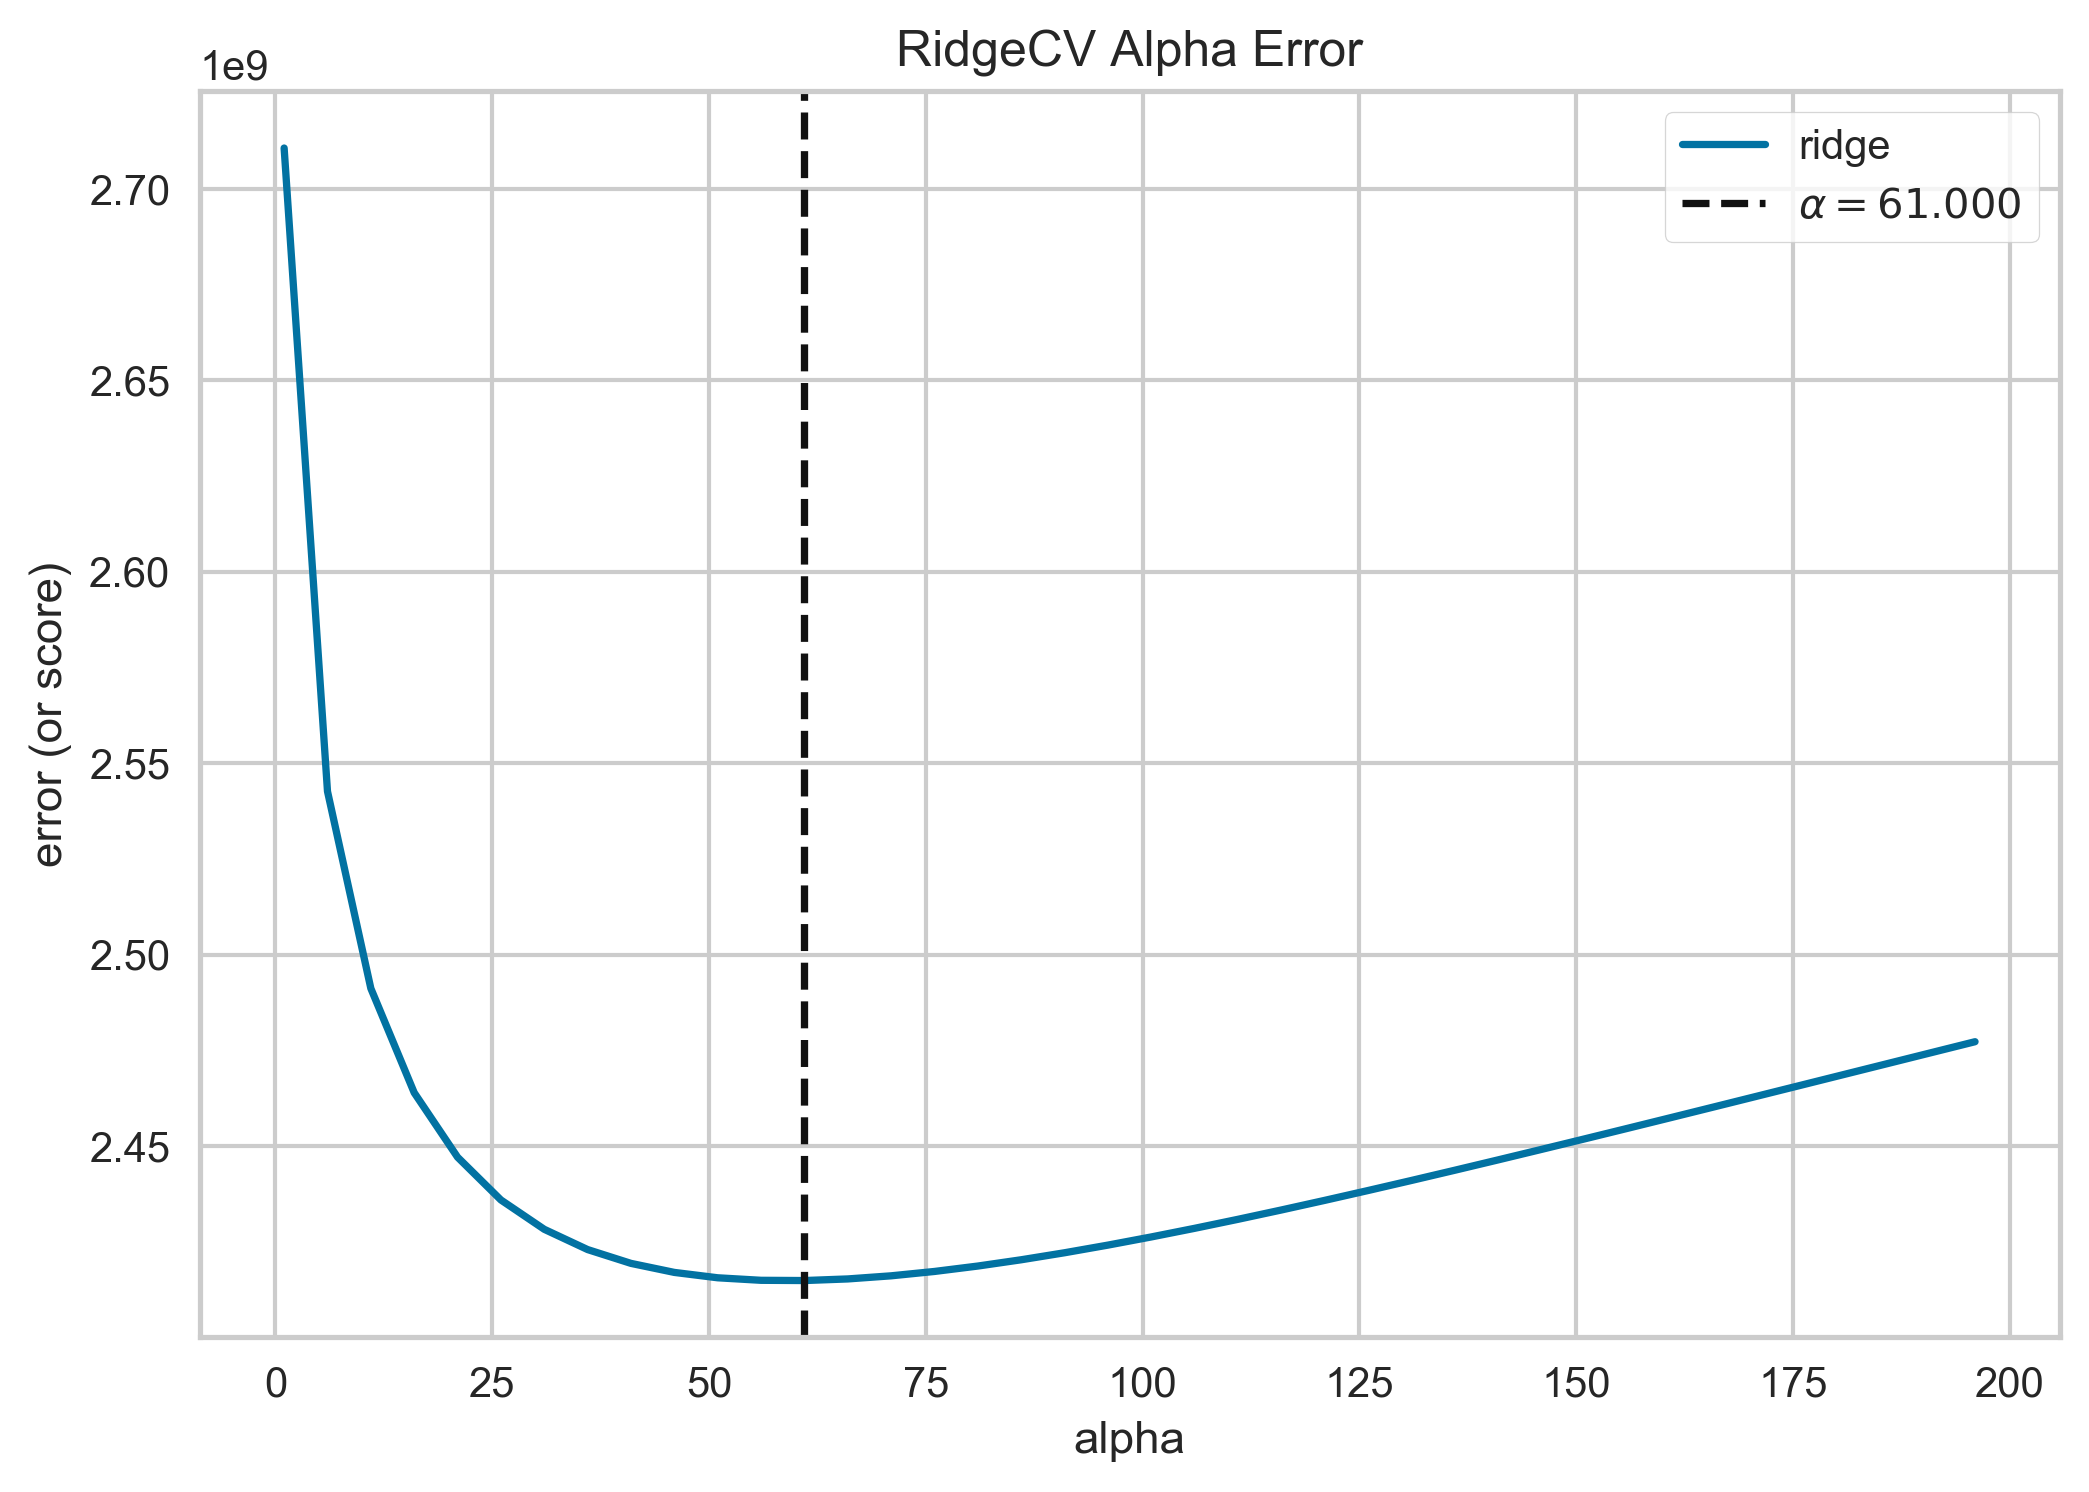 RidgeCV Alpha Error
1e9
ridge
α = 61.000
2.70
2.65
2.60
2.55
2.50
2.45
error (or score)
0 25 50 75 100 125 150 175 200
alpha